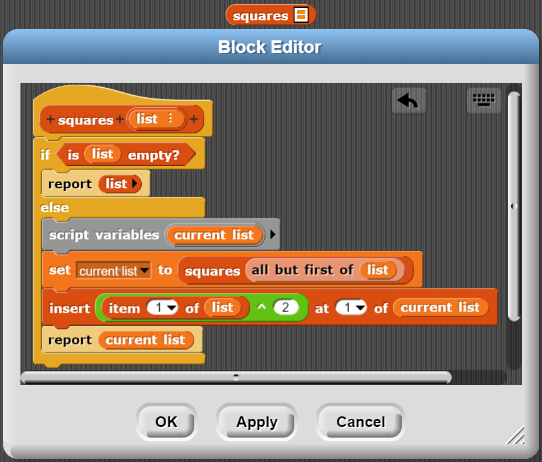 squares
Block Editor
+ squares + list ⋮ +
if is list empty?
report list
else
script variables current list
set current list to squares all but first of list
insert item 1 of list ^ 2 at 1 of current list
report current list
OK Apply Cancel